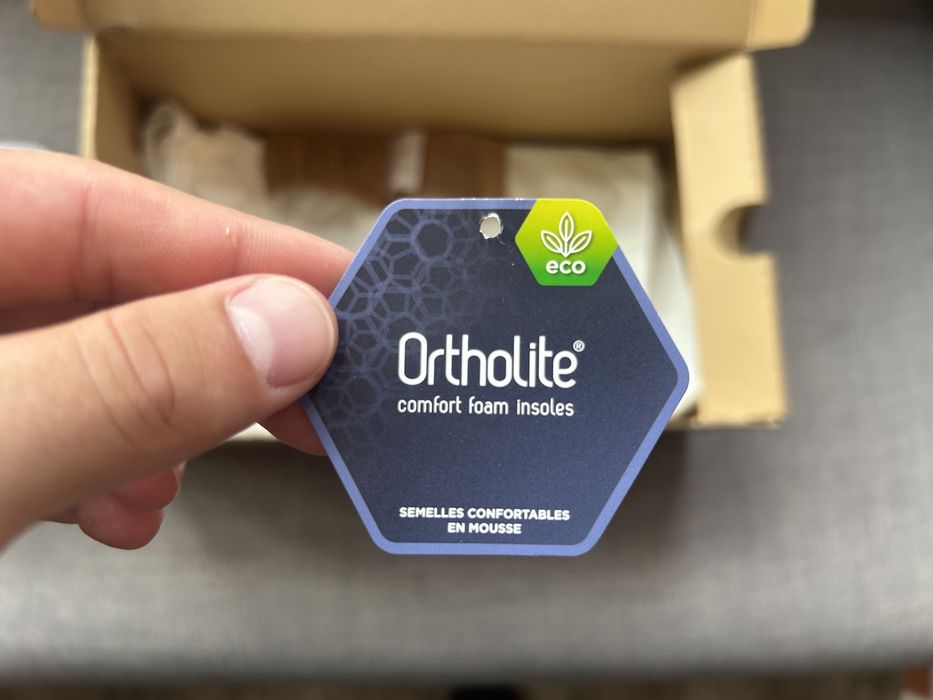 eco
Ortholite®
comfort foam insoles
SEMELLES CONFORTABLES
EN MOUSSE